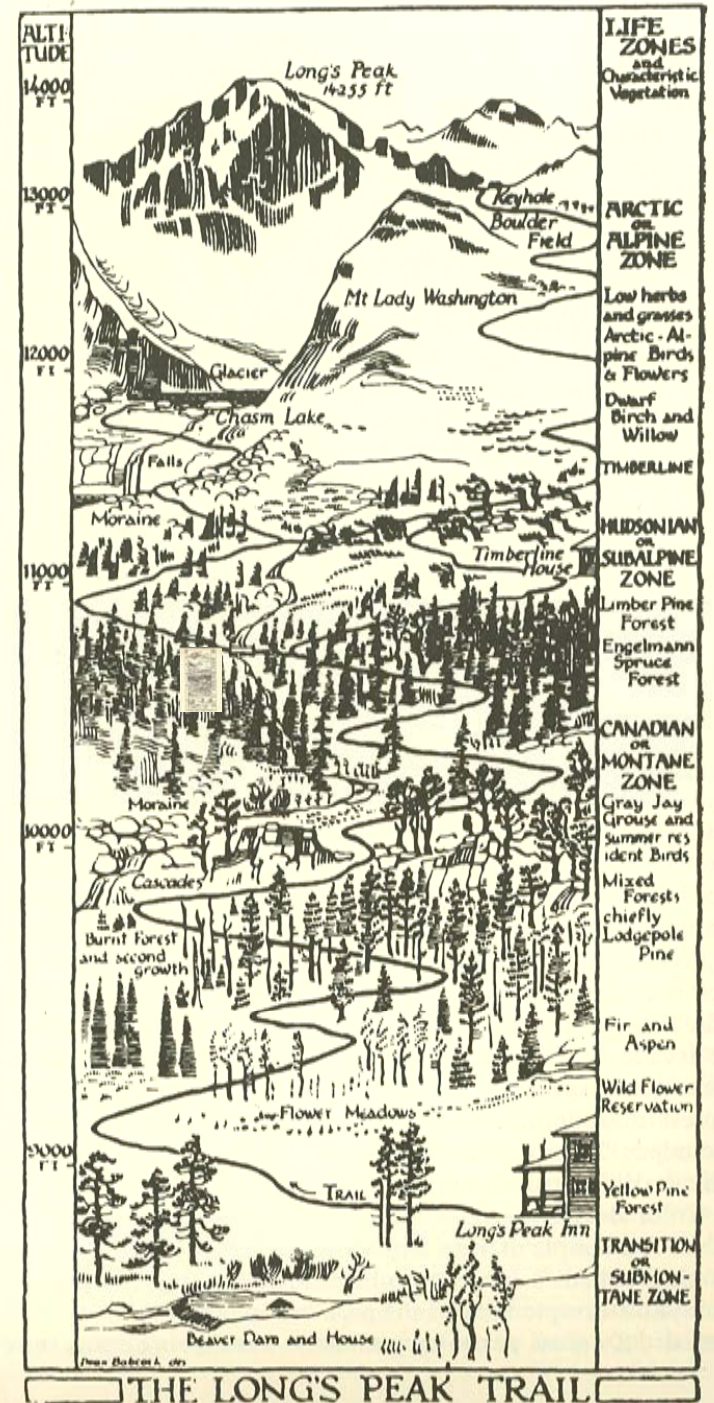 ALTI-
TUDE
14000
FT
13000
FT
12000
FT
11000
FT
10000
FT
9000
FT
Long's Peak
14255 ft
Keyhole
Boulder
Field
Mt Lady Washington
Glacier
Chasm Lake
Falls
Moraine
Timberline
House
Moraine
Cascades
Burnt Forest
and second
growth
Flower Meadows
TRAIL
Long's Peak Inn
Beaver Dam and House
Dean Babcock des
LIFE
ZONES
and
Characteristic
Vegetation
ARCTIC
OR
ALPINE
ZONE
Low herbs
and grasses
Arctic-Al-
pine Birds
& Flowers
Dwarf
Birch and
Willow
TIMBERLINE
HUDSONIAN
OR
SUBALPINE
ZONE
Limber Pine
Forest
Engelmann
Spruce
Forest
CANADIAN
OR
MONTANE
ZONE
Gray Jay
Grouse and
summer res
ident Birds
Mixed
Forests
chiefly
Lodgepole
Pine
Fir and
Aspen
Wild Flower
Reservation
Yellow Pine
Forest
TRANSITION
OR
SUBMON-
TANE ZONE
THE LONG'S PEAK TRAIL